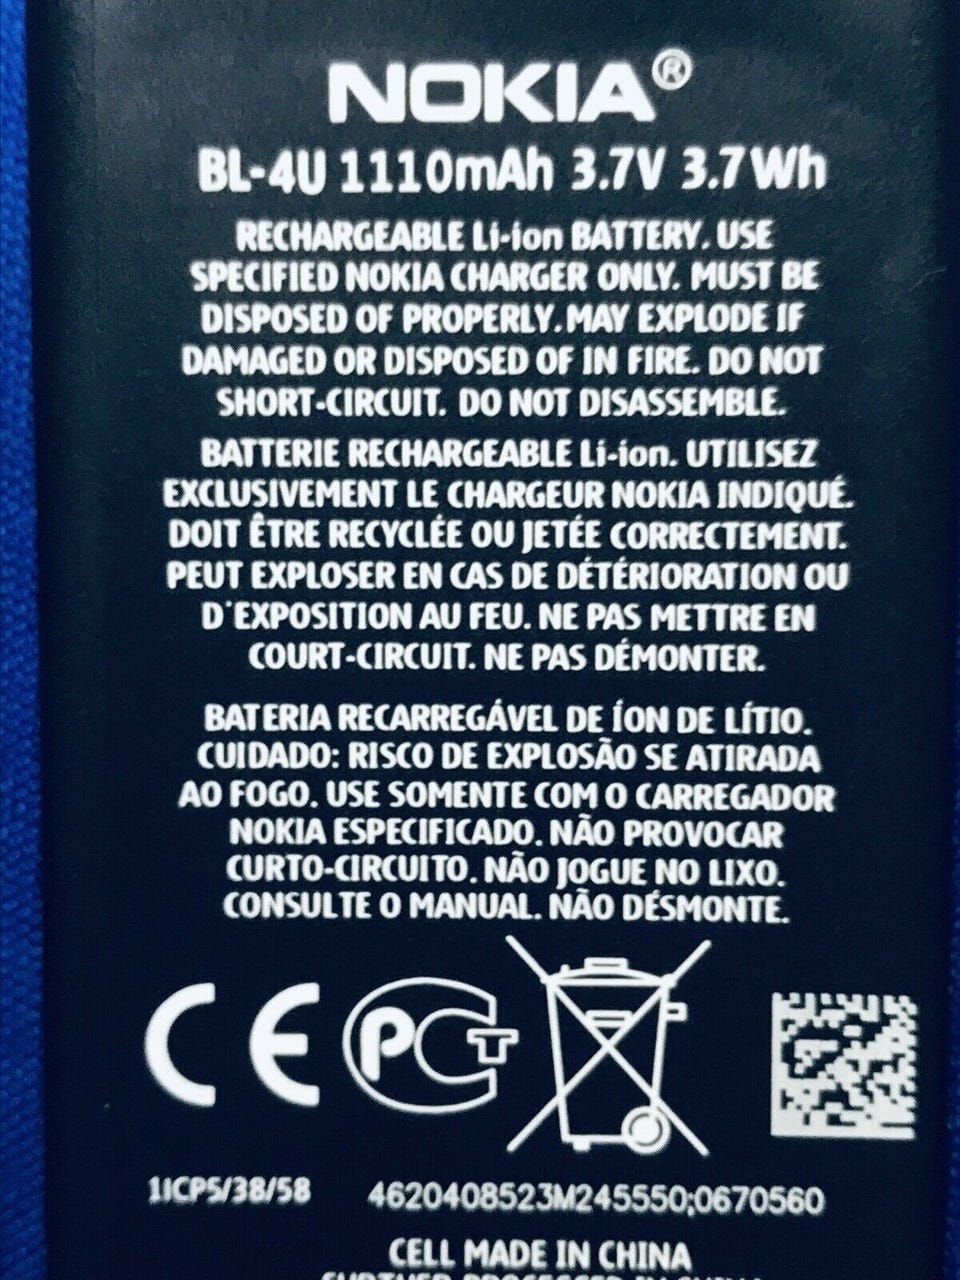 NOKIA®
BL-4U 1110mAh 3.7V 3.7Wh
RECHARGEABLE Li-ion BATTERY. USE
SPECIFIED NOKIA CHARGER ONLY. MUST BE
DISPOSED OF PROPERLY. MAY EXPLODE IF
DAMAGED OR DISPOSED OF IN FIRE. DO NOT
SHORT-CIRCUIT. DO NOT DISASSEMBLE.
BATTERIE RECHARGEABLE Li-ion. UTILISEZ
EXCLUSIVEMENT LE CHARGEUR NOKIA INDIQUÉ.
DOIT ÊTRE RECYCLÉE OU JETÉE CORRECTEMENT.
PEUT EXPLOSER EN CAS DE DÉTÉRIORATION OU
D'EXPOSITION AU FEU. NE PAS METTRE EN
COURT-CIRCUIT. NE PAS DÉMONTER.
BATERIA RECARREGÁVEL DE ÍON DE LÍTIO.
CUIDADO: RISCO DE EXPLOSÃO SE ATIRADA
AO FOGO. USE SOMENTE COM O CARREGADOR
NOKIA ESPECIFICADO. NÃO PROVOCAR
CURTO-CIRCUITO. NÃO JOGUE NO LIXO.
CONSULTE O MANUAL. NÃO DÉSMONTE.
CE PCT
1ICP5/38/58 4620408523M245550;0670560
CELL MADE IN CHINA
FURTHER PROCESSED IN CHINA